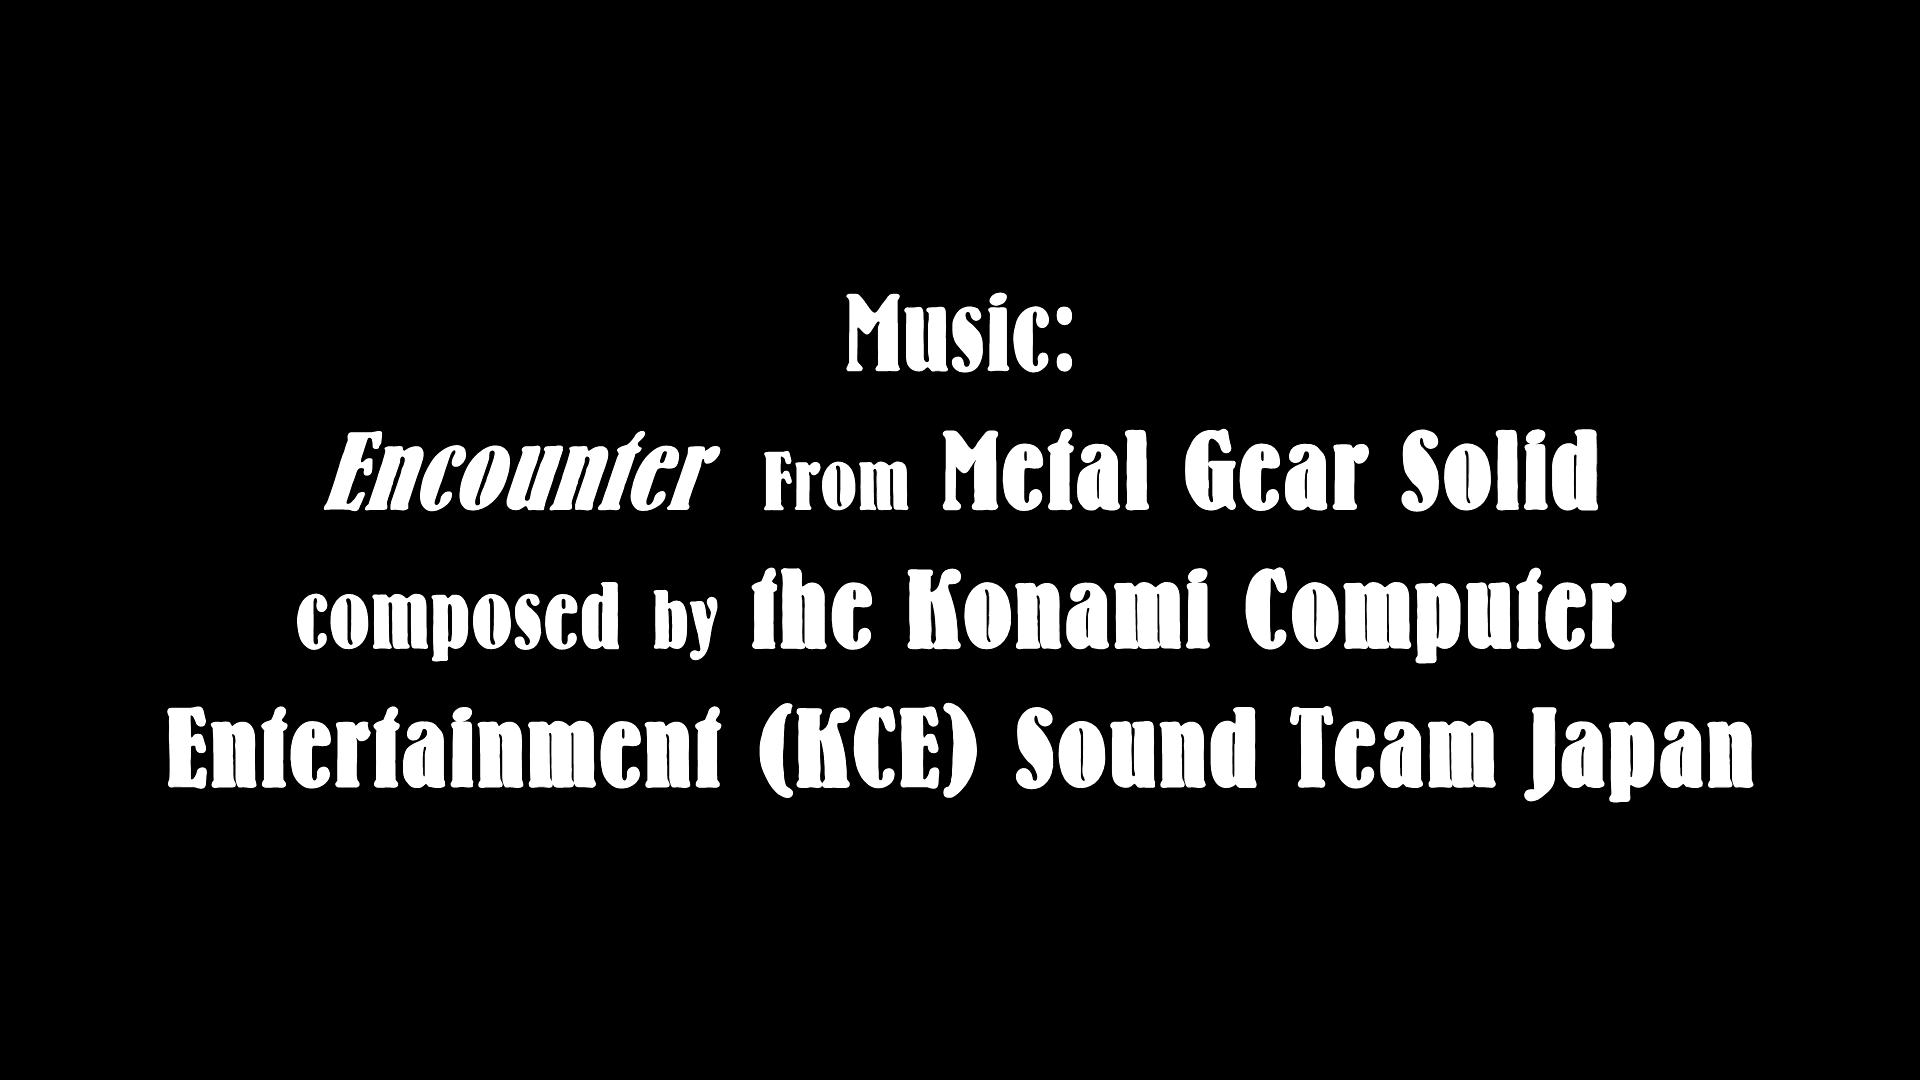 Music:
Encounter From Metal Gear Solid
composed by the Konami Computer
Entertainment (KCE) Sound Team Japan